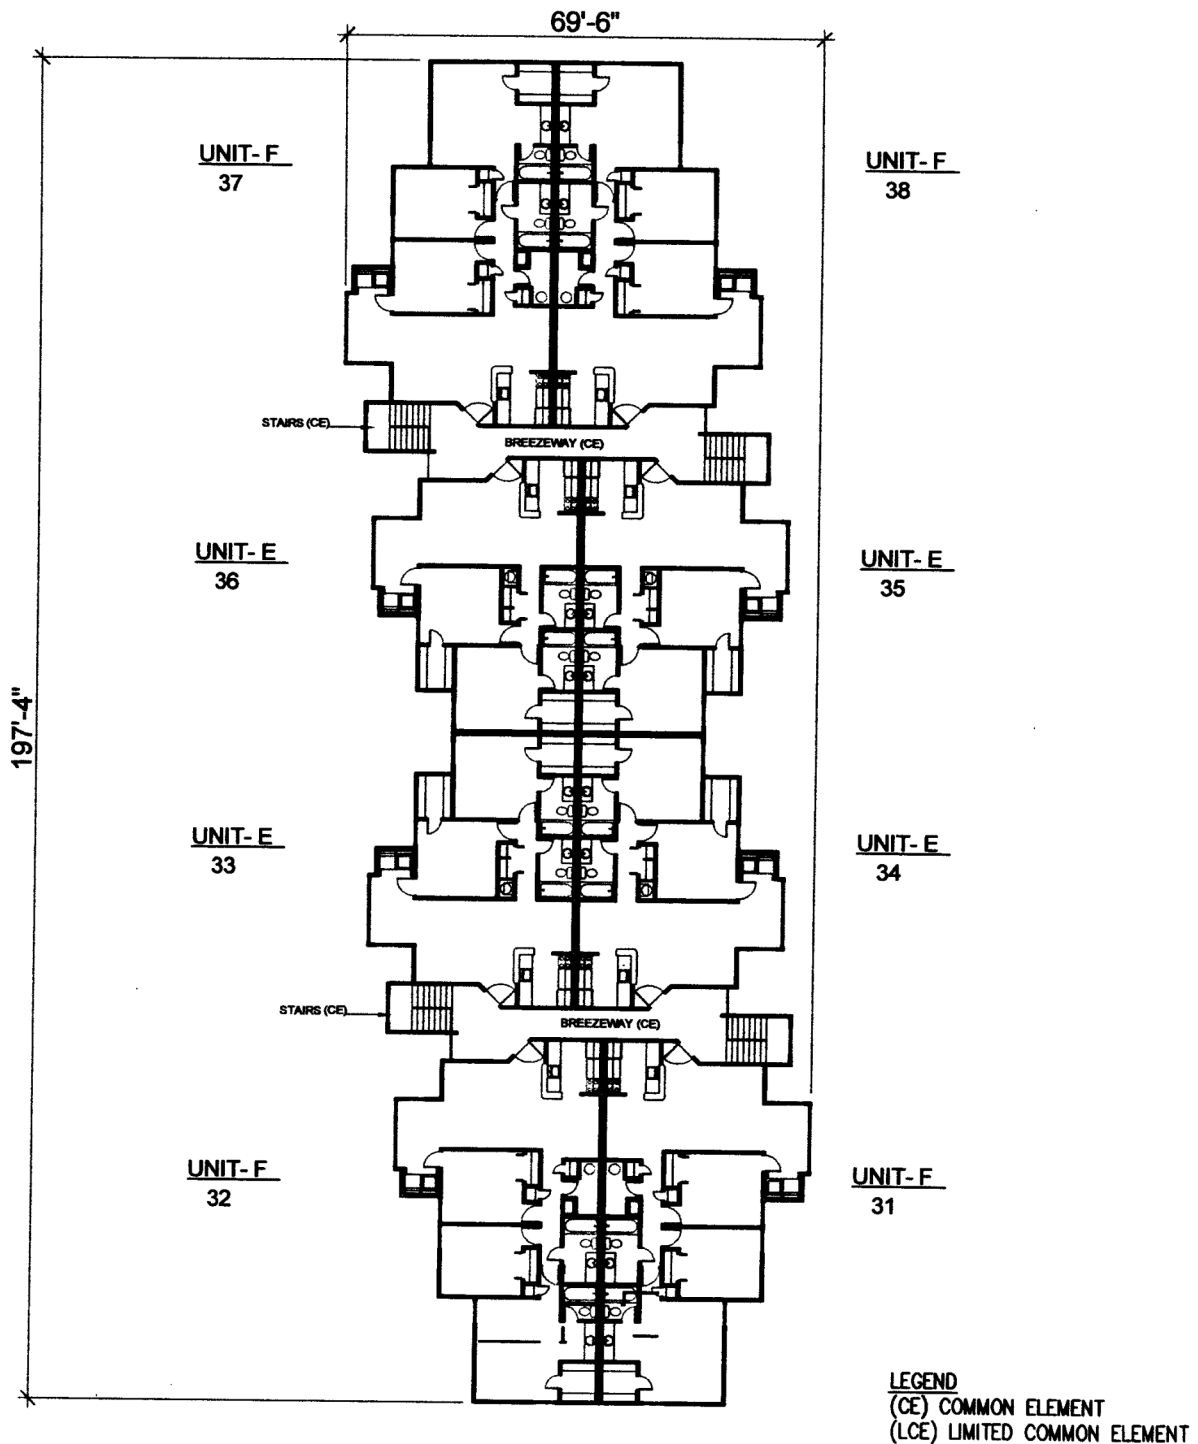 69'-6"
UNIT- F
37
UNIT- F
38
STAIRS (CE)
BREEZEWAY (CE)
UNIT- E
36
UNIT- E
35
197'-4"
UNIT- E
33
UNIT- E
34
STAIRS (CE)
BREEZEWAY (CE)
UNIT- F
32
UNIT- F
31
LEGEND
(CE) COMMON ELEMENT
(LCE) LIMITED COMMON ELEMENT